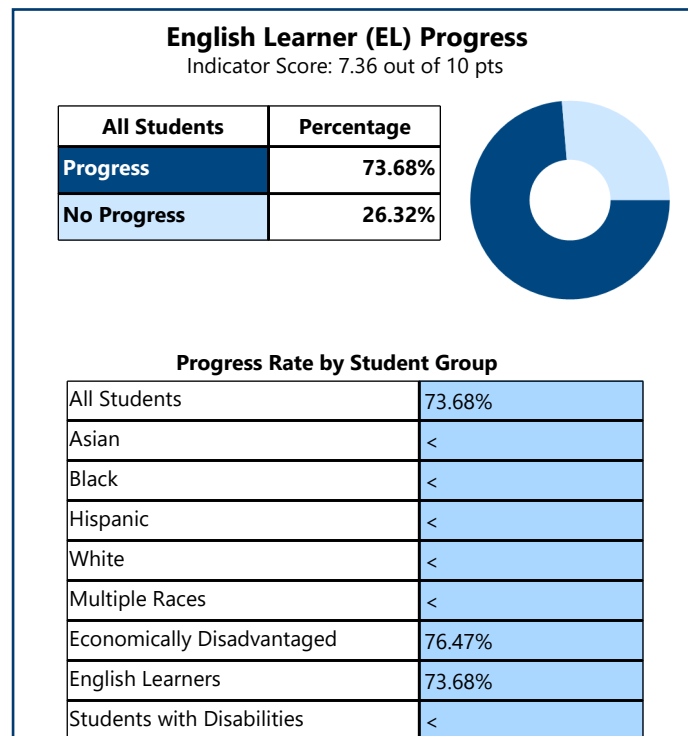 English Learner (EL) Progress
Indicator Score: 7.36 out of 10 pts
All Students Percentage
Progress 73.68%
No Progress 26.32%
Progress Rate by Student Group
All Students 73.68%
Asian <
Black <
Hispanic <
White <
Multiple Races <
Economically Disadvantaged 76.47%
English Learners 73.68%
Students with Disabilities <